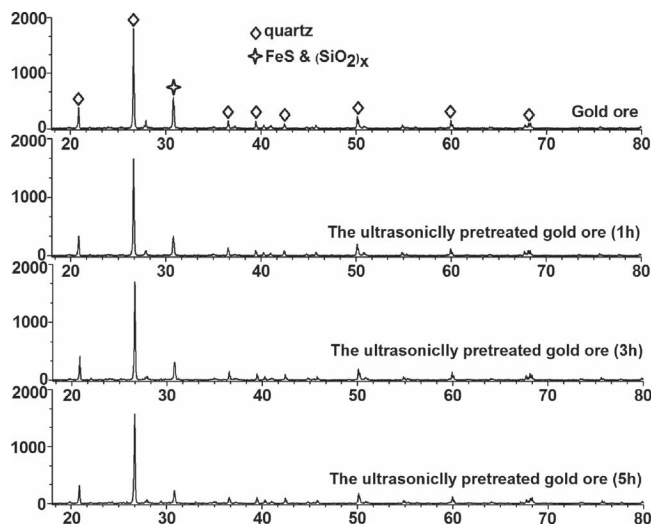 2000
◇ quartz
✧ FeS & (SiO2)x
1000
Gold ore
0
20 30 40 50 60 70 80
2000
1000
The ultrasoniclly pretreated gold ore (1h)
0
20 30 40 50 60 70 80
2000
1000
The ultrasoniclly pretreated gold ore (3h)
0
20 30 40 50 60 70 80
2000
1000
The ultrasoniclly pretreated gold ore (5h)
0
20 30 40 50 60 70 80